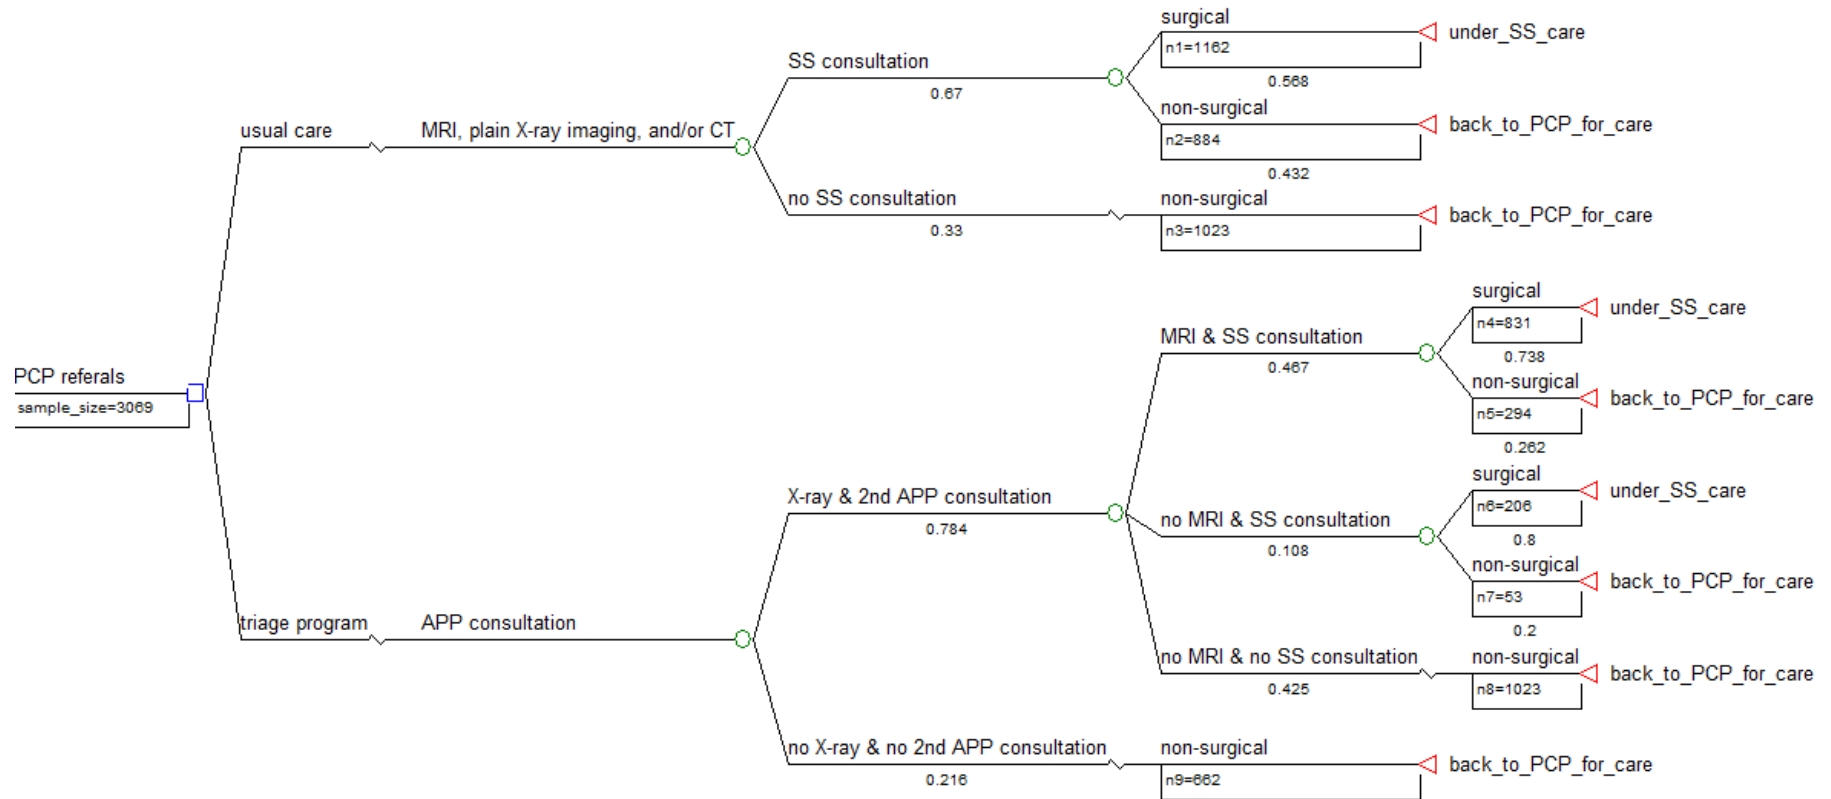 surgical
n1=1162
under_SS_care
0.568
SS consultation
0.67
non-surgical
n2=884
back_to_PCP_for_care
0.432
usual care
MRI, plain X-ray imaging, and/or CT
no SS consultation
0.33
non-surgical
n3=1023
back_to_PCP_for_care
PCP referals
sample_size=3069
surgical
n4=831
under_SS_care
0.738
MRI & SS consultation
0.467
non-surgical
n5=294
back_to_PCP_for_care
0.262
X-ray & 2nd APP consultation
0.784
surgical
n6=206
under_SS_care
0.8
no MRI & SS consultation
0.108
non-surgical
n7=53
back_to_PCP_for_care
0.2
triage program
APP consultation
no MRI & no SS consultation
0.425
non-surgical
n8=1023
back_to_PCP_for_care
no X-ray & no 2nd APP consultation
0.216
non-surgical
n9=662
back_to_PCP_for_care